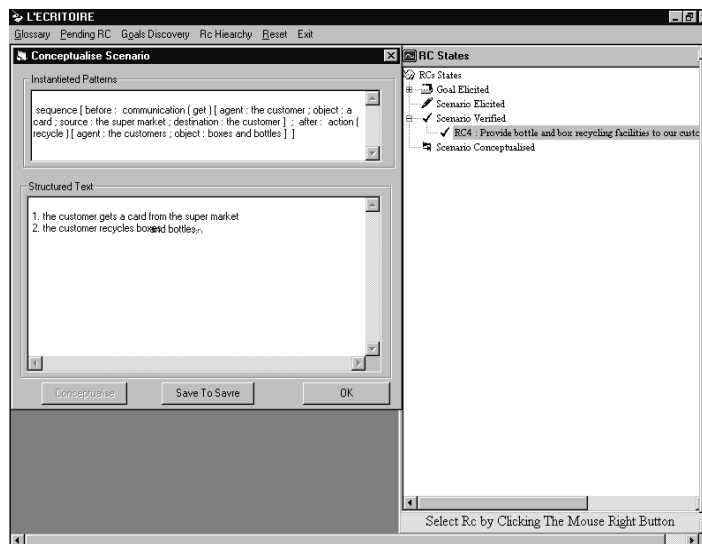 L'ECRITOIRE
Glossary Pending RC Goals Discovery Rc Hiearchy Reset Exit
Conceptualise Scenario
Instantieted Patterns
sequence [ before : communication ( get ) [ agent : the customer ; object : a
card ; source : the super market ; destination : the customer ] ; after : action (
recycle ) [ agent : the customers ; object : boxes and bottles ] ]
Structured Text
1. the customer gets a card from the super market
2. the customer recycles boxes and bottles
Conceptualise Save To Savre OK
RC States
RCs States
Goal Elicited
Scenario Elicited
Scenario Verified
RC4 : Provide bottle and box recycling facilities to our custc
Scenario Conceptualised
Select Rc by Clicking The Mouse Right Button